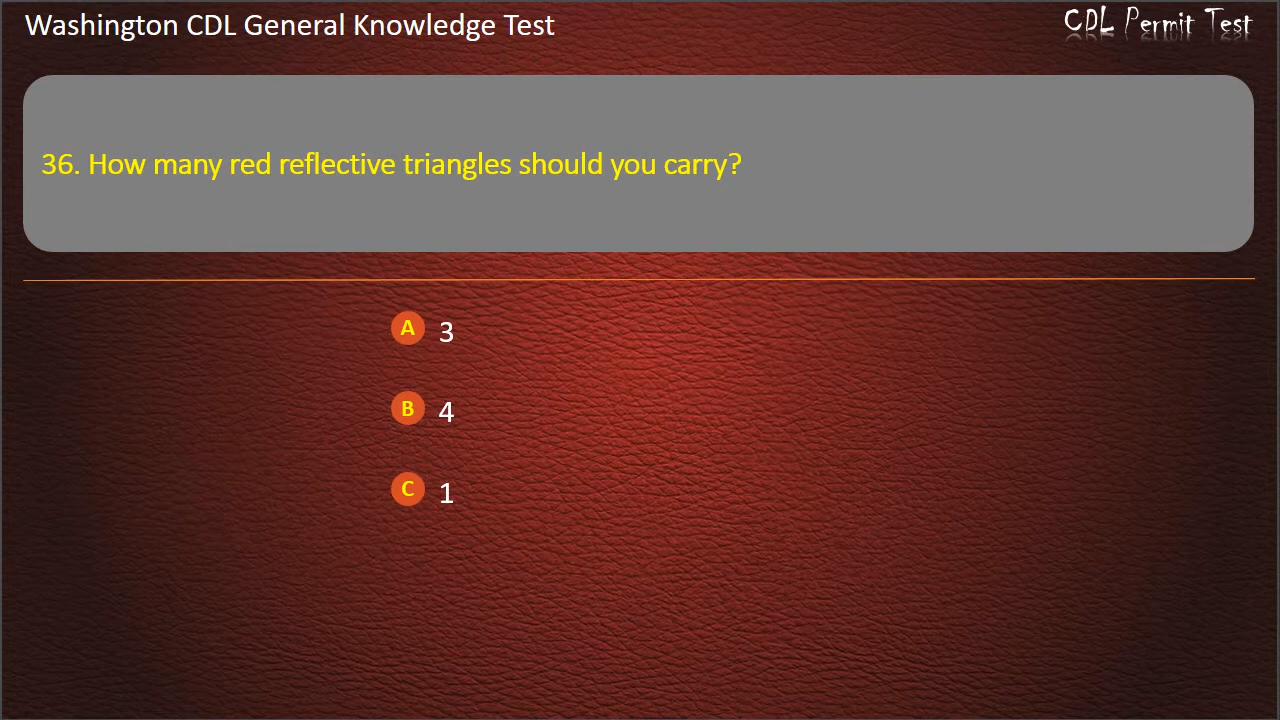 Washington CDL General Knowledge Test
CDL Permit Test
36. How many red reflective triangles should you carry?
A 3
B 4
C 1